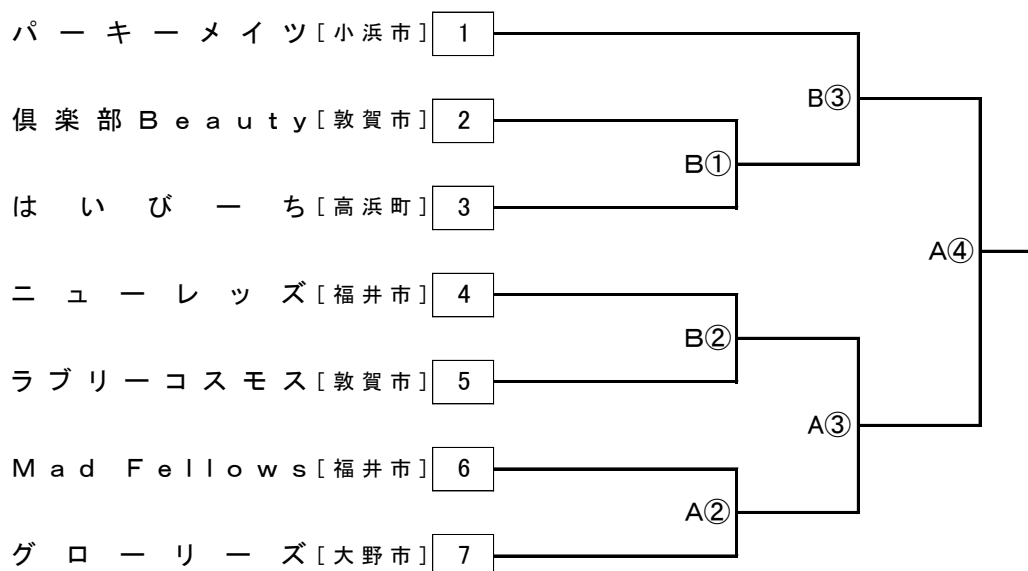 パーキーメイツ[小浜市] 1
B③
倶楽部Beauty[敦賀市] 2
B①
はいびーち[高浜町] 3
A④
ニューレッズ[福井市] 4
B②
ラブリーコスモス[敦賀市] 5
A③
Mad Fellows[福井市] 6
A②
グローリーズ[大野市] 7